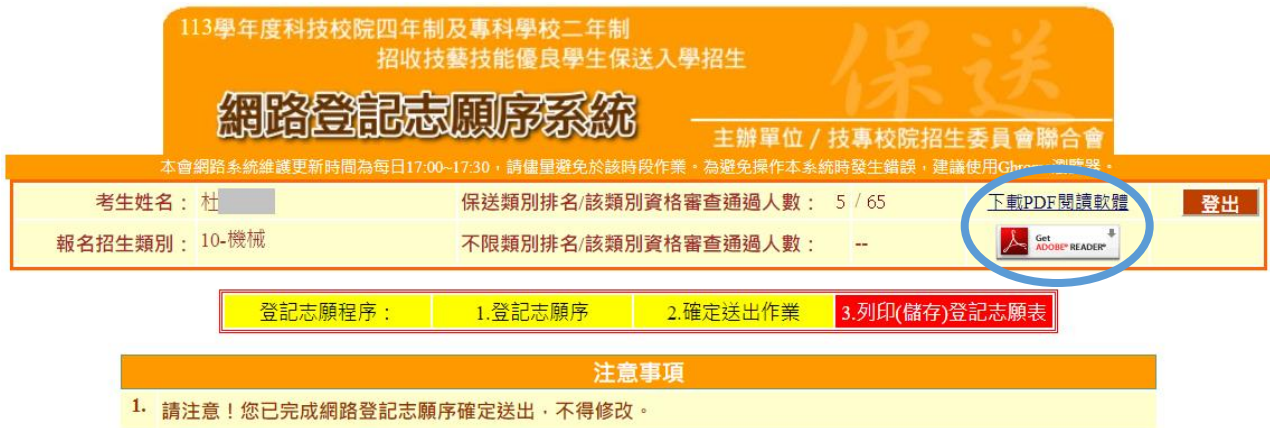 113學年度科技校院四年制及專科學校二年制
招收技藝技能優良學生保送入學招生
保送
網路登記志願序系統
主辦單位 / 技專校院招生委員會聯合會
本會網路系統維護更新時間為每日17:00~17:30，請儘量避免於該時段作業。為避免操作本系統時發生錯誤，建議使用Ghrome瀏覽器。
考生姓名： 杜 保送類別排名/該類別資格審查通過人數： 5 / 65 下載PDF閱讀軟體 登出
報名招生類別： 10-機械 不限類別排名/該類別資格審查通過人數： -- Get ADOBE® READER®
登記志願程序： 1.登記志願序 2.確定送出作業 3.列印(儲存)登記志願表
注意事項
1. 請注意！您已完成網路登記志願序確定送出，不得修改。